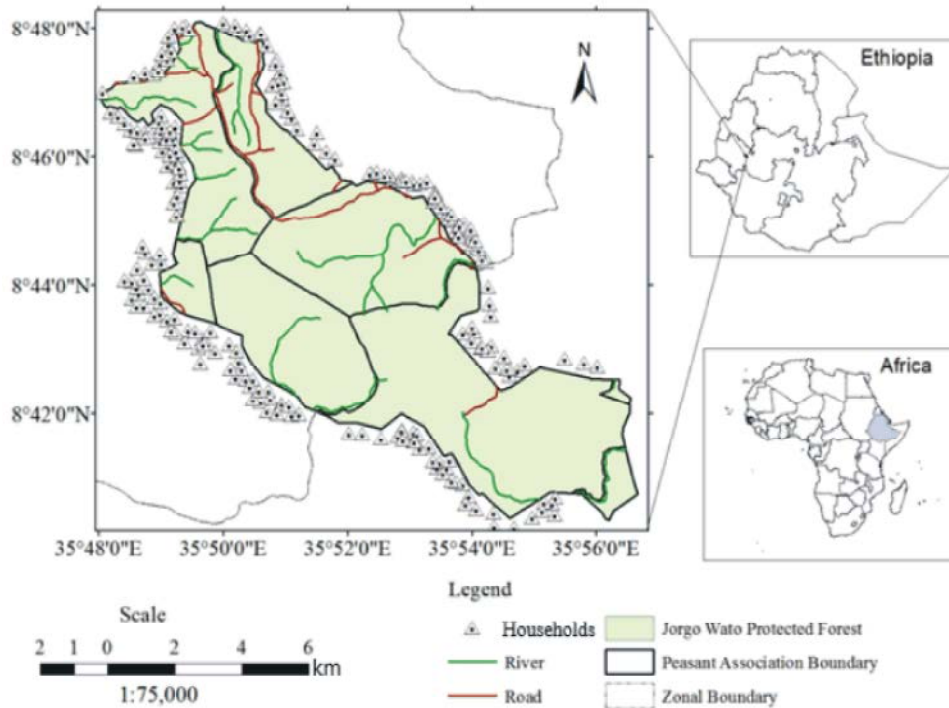 8°48'0"N
8°46'0"N
8°44'0"N
8°42'0"N
35°48'0"E 35°50'0"E 35°52'0"E 35°54'0"E 35°56'0"E
N
Ethiopia
Africa
Legend
Scale
2 1 0 2 4 6 km
1:75,000
Households
River
Road
Jorgo Wato Protected Forest
Peasant Association Boundary
Zonal Boundary